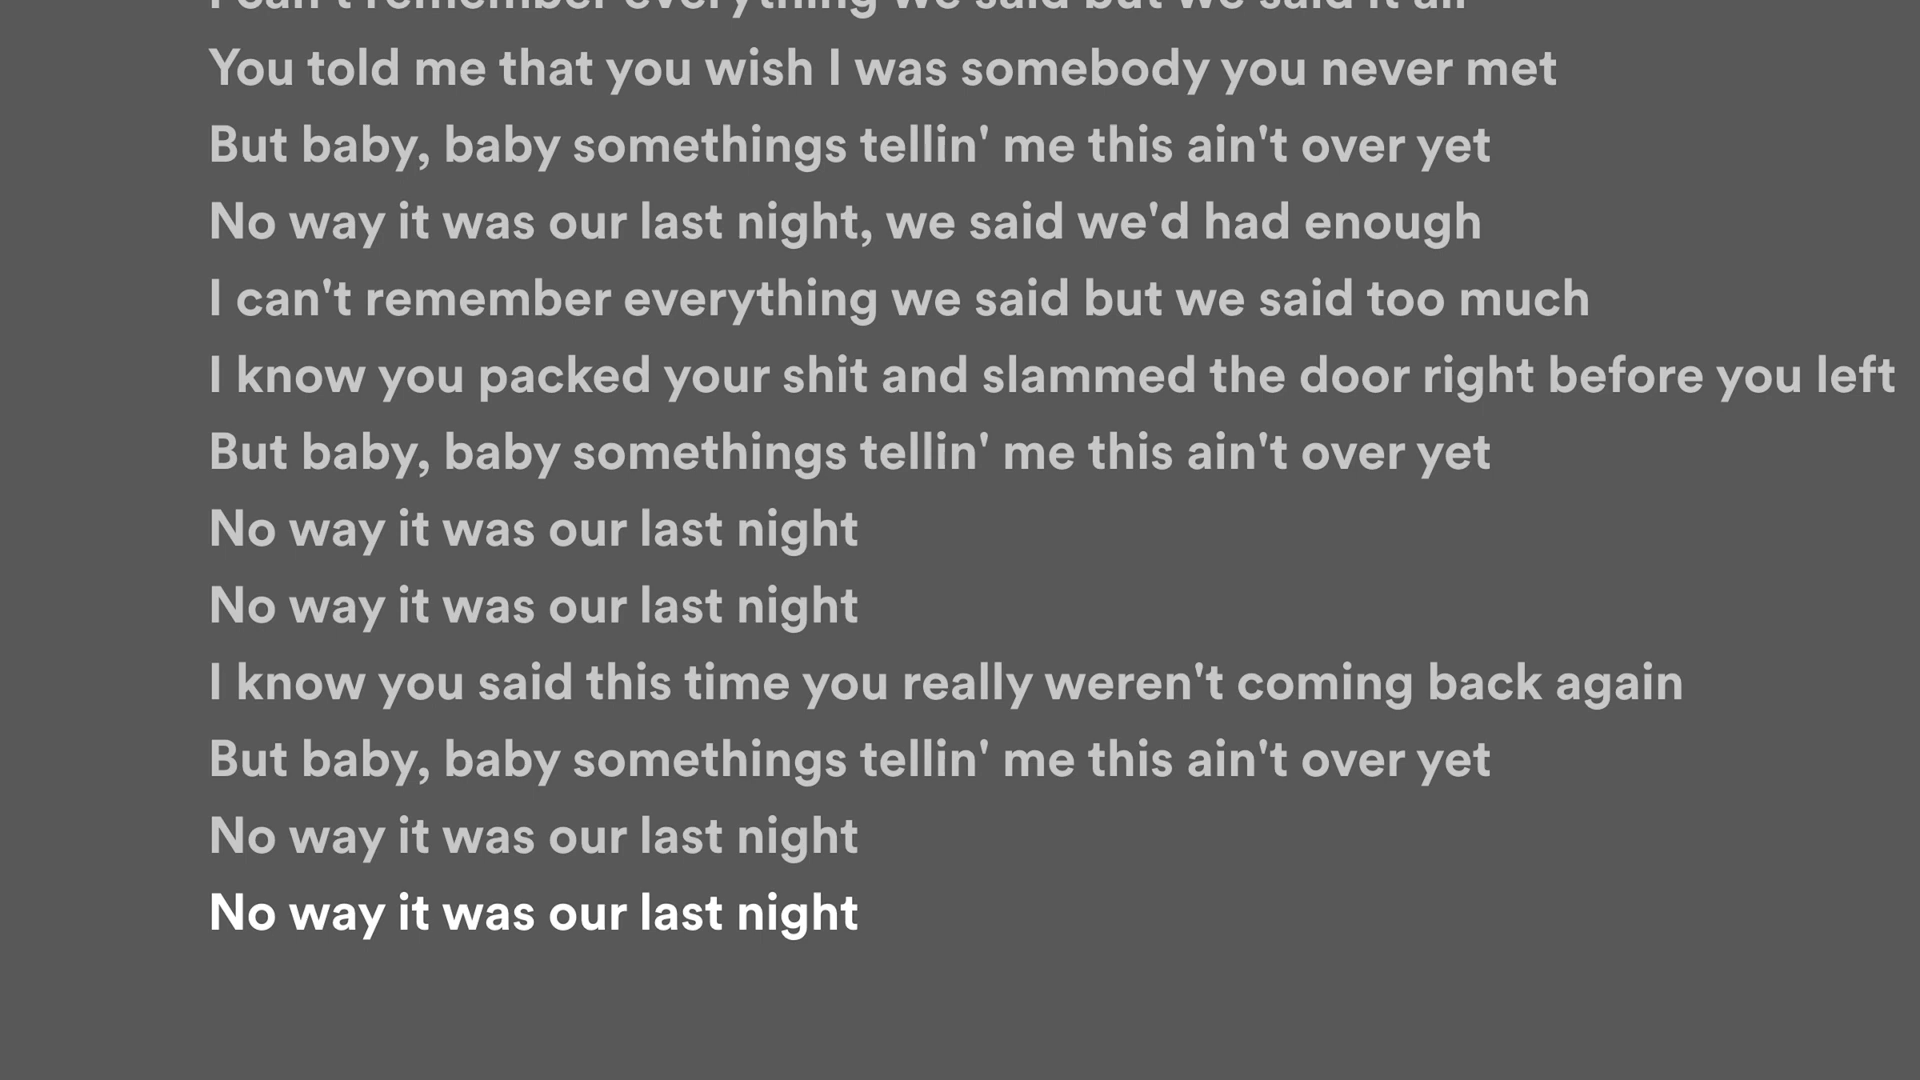 I can't remember everything we said but we said it all
You told me that you wish I was somebody you never met
But baby, baby somethings tellin' me this ain't over yet
No way it was our last night, we said we'd had enough
I can't remember everything we said but we said too much
I know you packed your shit and slammed the door right before you left
But baby, baby somethings tellin' me this ain't over yet
No way it was our last night
No way it was our last night
I know you said this time you really weren't coming back again
But baby, baby somethings tellin' me this ain't over yet
No way it was our last night
No way it was our last night